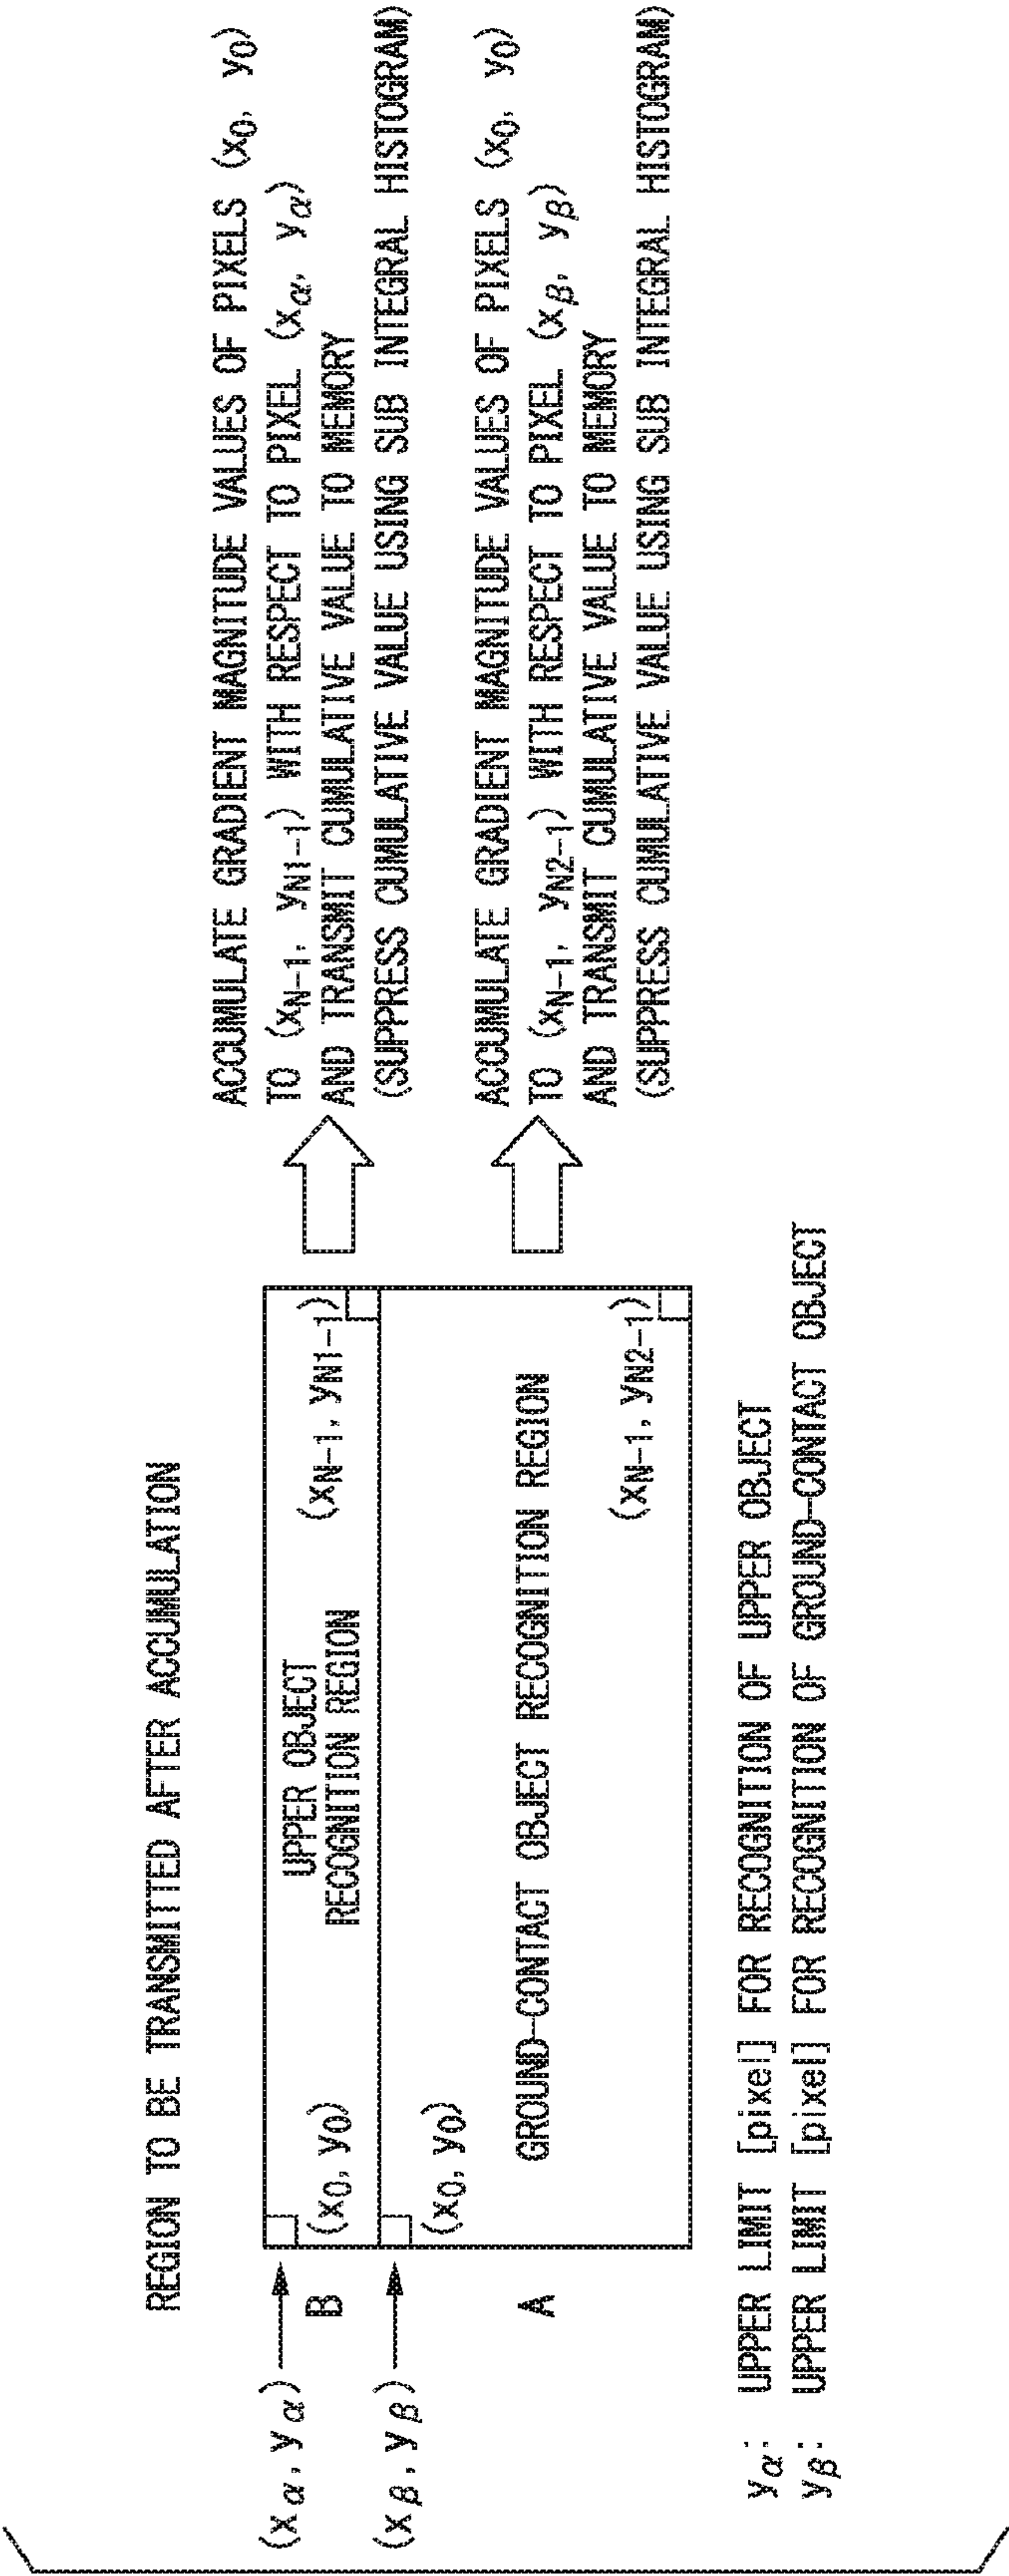 REGION TO BE TRANSMITTED AFTER ACCUMULATION
(xα, yα)
B
(x0, y0)
UPPER OBJECT
RECOGNITION REGION
(xN-1, yN1-1)
ACCUMULATE GRADIENT MAGNITUDE VALUES OF PIXELS (x0, y0)
TO (xN-1, yN1-1) WITH RESPECT TO PIXEL (xα, yα)
AND TRANSMIT CUMULATIVE VALUE TO MEMORY
(SUPPRESS CUMULATIVE VALUE USING SUB INTEGRAL HISTOGRAM)
(xβ, yβ)
(x0, y0)
A
GROUND-CONTACT OBJECT RECOGNITION REGION
(xN-1, yN2-1)
ACCUMULATE GRADIENT MAGNITUDE VALUES OF PIXELS (x0, y0)
TO (xN-1, yN2-1) WITH RESPECT TO PIXEL (xβ, yβ)
AND TRANSMIT CUMULATIVE VALUE TO MEMORY
(SUPPRESS CUMULATIVE VALUE USING SUB INTEGRAL HISTOGRAM)
yα: UPPER LIMIT [pixel] FOR RECOGNITION OF UPPER OBJECT
yβ: UPPER LIMIT [pixel] FOR RECOGNITION OF GROUND-CONTACT OBJECT